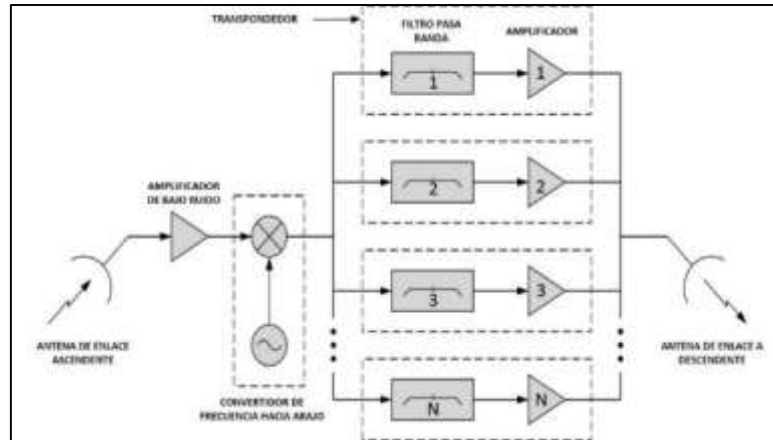 TRANSPONDEDOR
FILTRO PASA
BANDA
AMPLIFICADOR
1
1
AMPLIFICADOR
DE BAJO RUIDO
2
2
3
3
ANTENA DE ENLACE
ASCENDENTE
ANTENA DE ENLACE A
DESCENDENTE
CONVERTIDOR DE
FRECUENCIA HACIA ABAJO
N
N